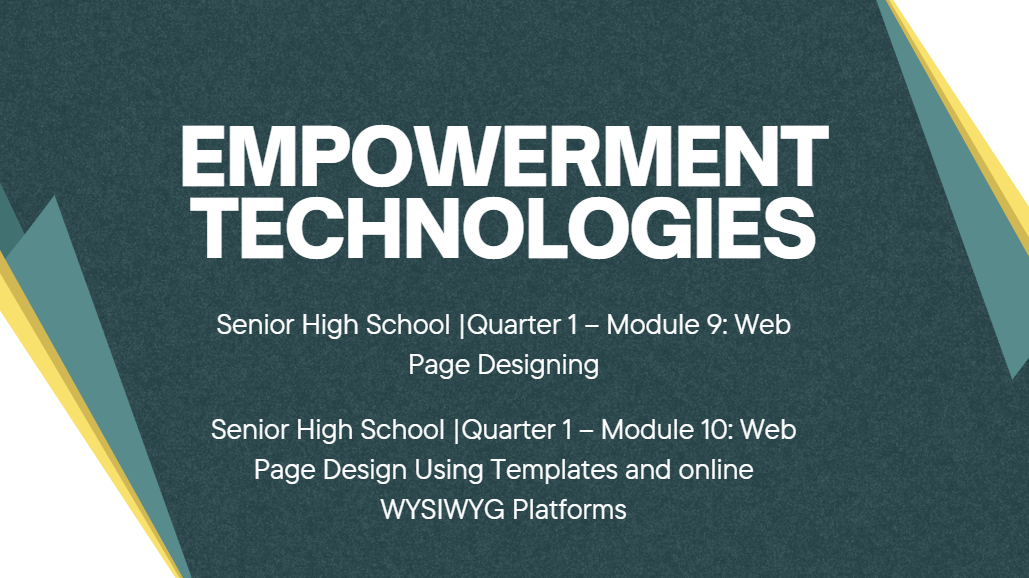 EMPOWERMENT
TECHNOLOGIES
Senior High School |Quarter 1 – Module 9: Web
Page Designing
Senior High School |Quarter 1 – Module 10: Web
Page Design Using Templates and online
WYSIWYG Platforms